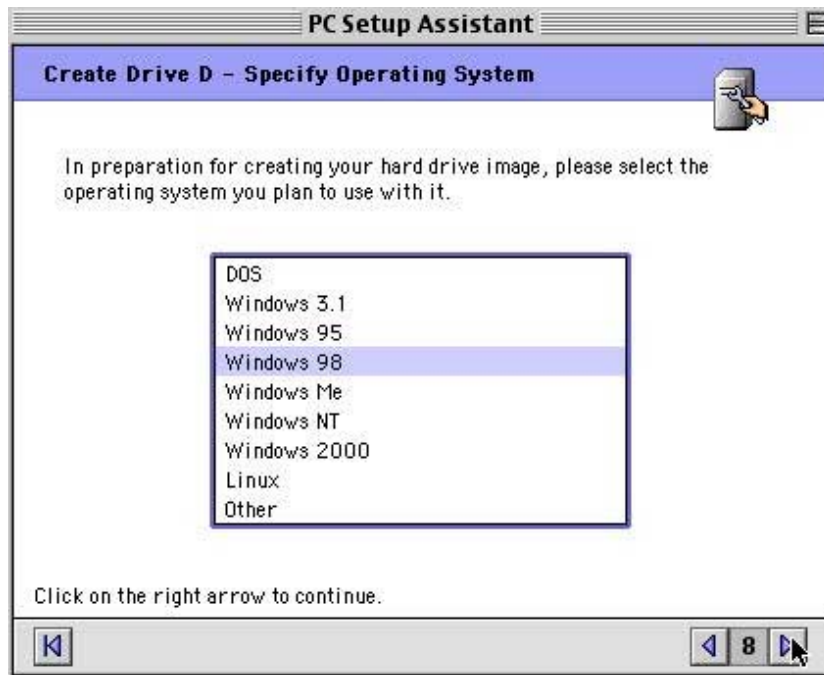 PC Setup Assistant
Create Drive D - Specify Operating System
In preparation for creating your hard drive image, please select the
operating system you plan to use with it.
DOS
Windows 3.1
Windows 95
Windows 98
Windows Me
Windows NT
Windows 2000
Linux
Other
Click on the right arrow to continue.
8